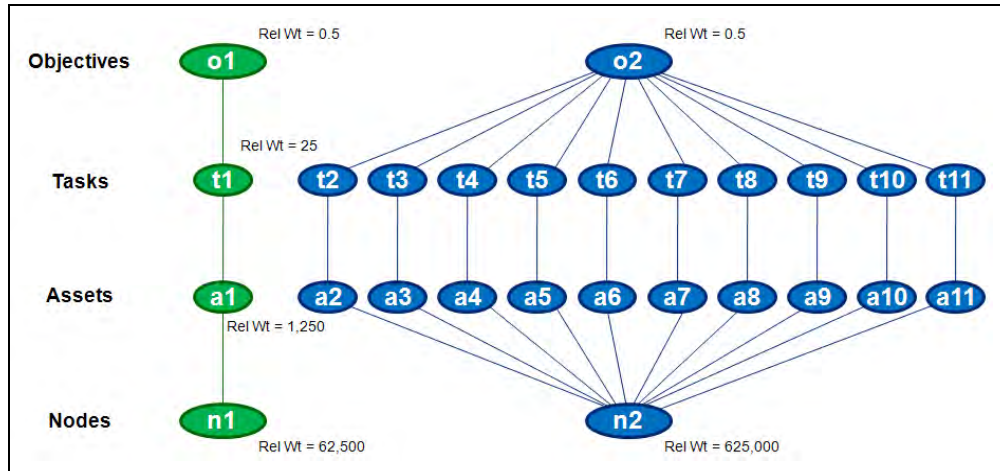 Rel Wt = 0.5 Rel Wt = 0.5
Objectives o1 o2
Rel Wt = 25
Tasks t1 t2 t3 t4 t5 t6 t7 t8 t9 t10 t11
Assets a1 a2 a3 a4 a5 a6 a7 a8 a9 a10 a11
Rel Wt = 1,250
Nodes n1 n2
Rel Wt = 62,500 Rel Wt = 625,000